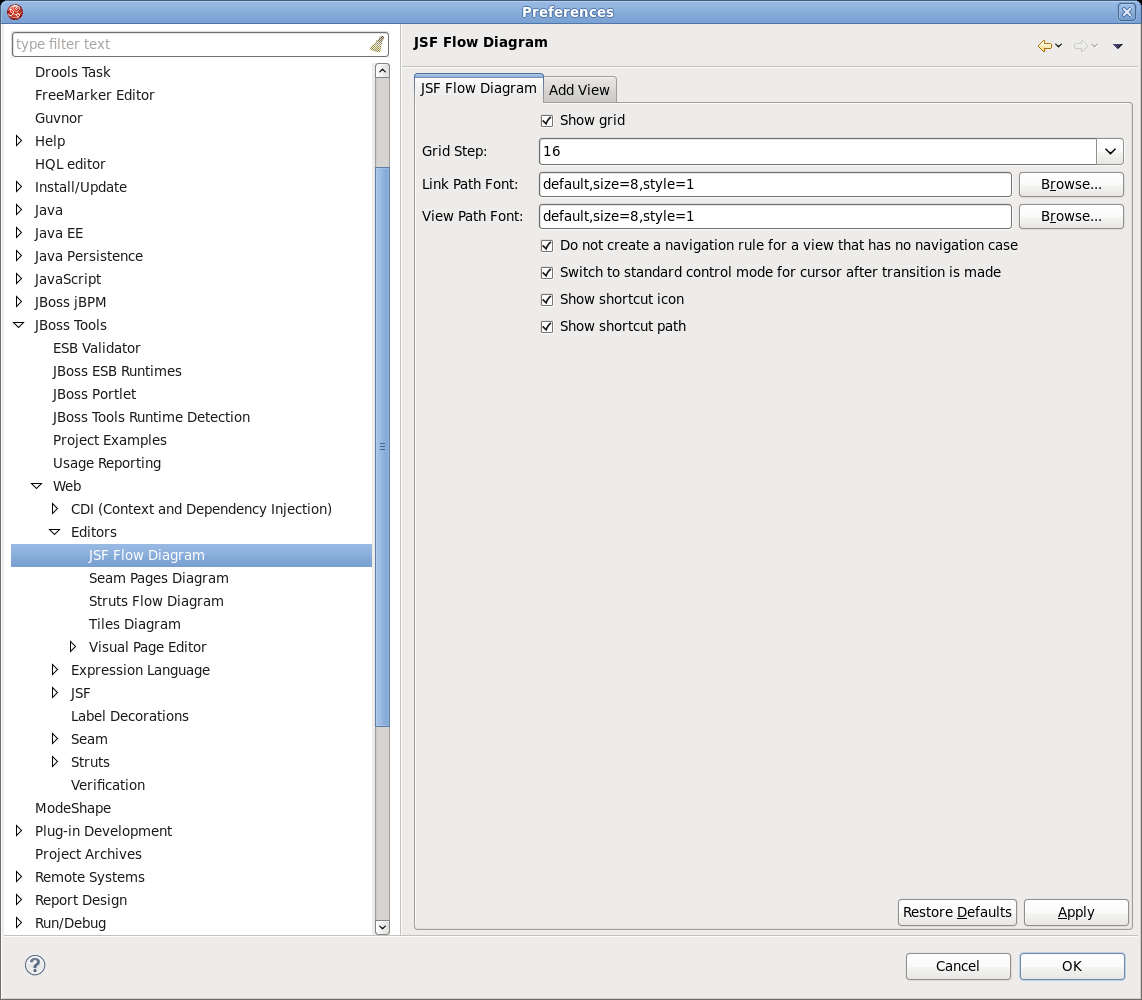 Preferences
type filter text
Drools Task
FreeMarker Editor
Guvnor
Help
HQL editor
Install/Update
Java
Java EE
Java Persistence
JavaScript
JBoss jBPM
JBoss Tools
ESB Validator
JBoss ESB Runtimes
JBoss Portlet
JBoss Tools Runtime Detection
Project Examples
Usage Reporting
Web
CDI (Context and Dependency Injection)
Editors
JSF Flow Diagram
Seam Pages Diagram
Struts Flow Diagram
Tiles Diagram
Visual Page Editor
Expression Language
JSF
Label Decorations
Seam
Struts
Verification
ModeShape
Plug-in Development
Project Archives
Remote Systems
Report Design
Run/Debug
JSF Flow Diagram
JSF Flow Diagram Add View
Show grid
Grid Step: 16
Link Path Font: default,size=8,style=1 Browse...
View Path Font: default,size=8,style=1 Browse...
Do not create a navigation rule for a view that has no navigation case
Switch to standard control mode for cursor after transition is made
Show shortcut icon
Show shortcut path
Restore Defaults Apply
? Cancel OK